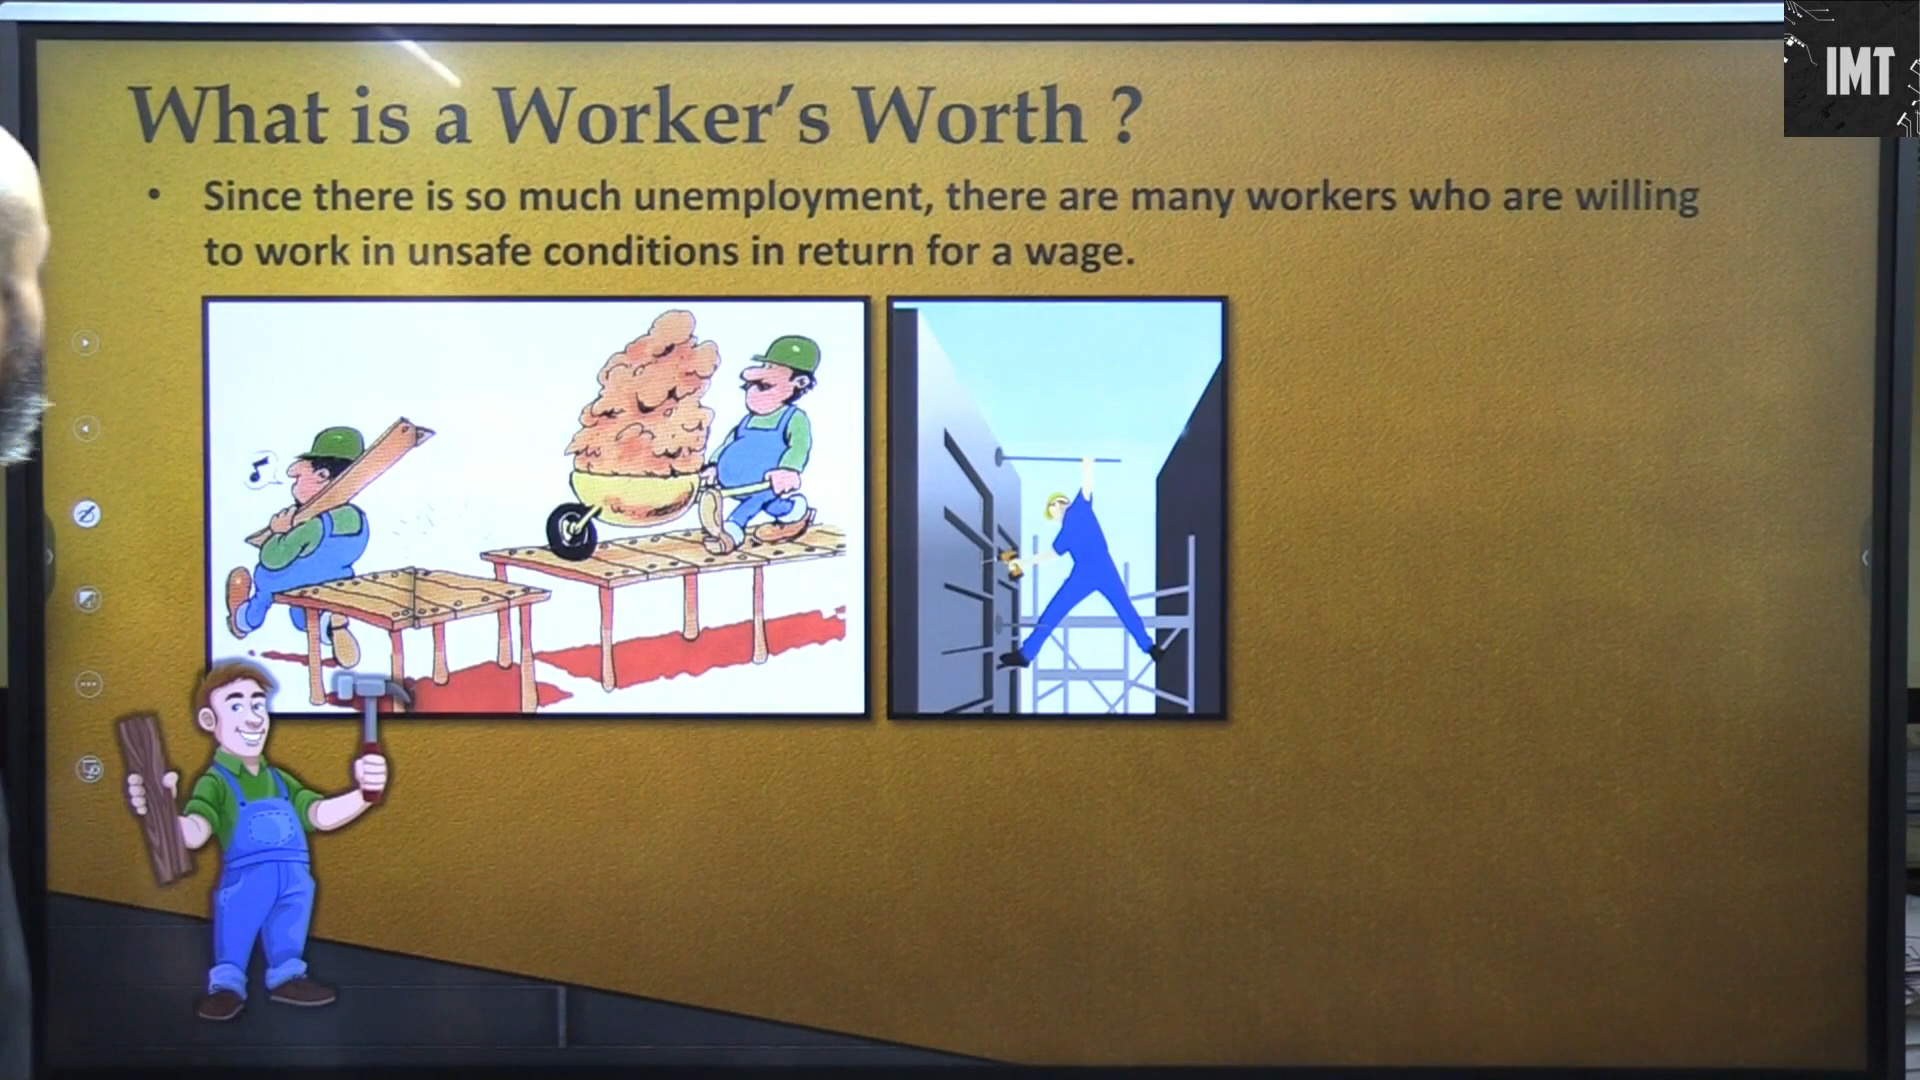 IMT
What is a Worker's Worth ?
• Since there is so much unemployment, there are many workers who are willing
to work in unsafe conditions in return for a wage.